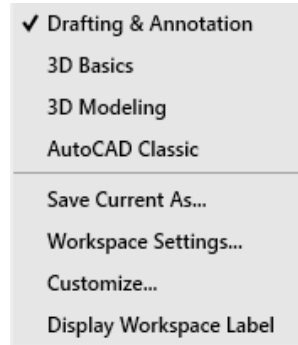 ✓ Drafting & Annotation
3D Basics
3D Modeling
AutoCAD Classic
Save Current As...
Workspace Settings...
Customize...
Display Workspace Label